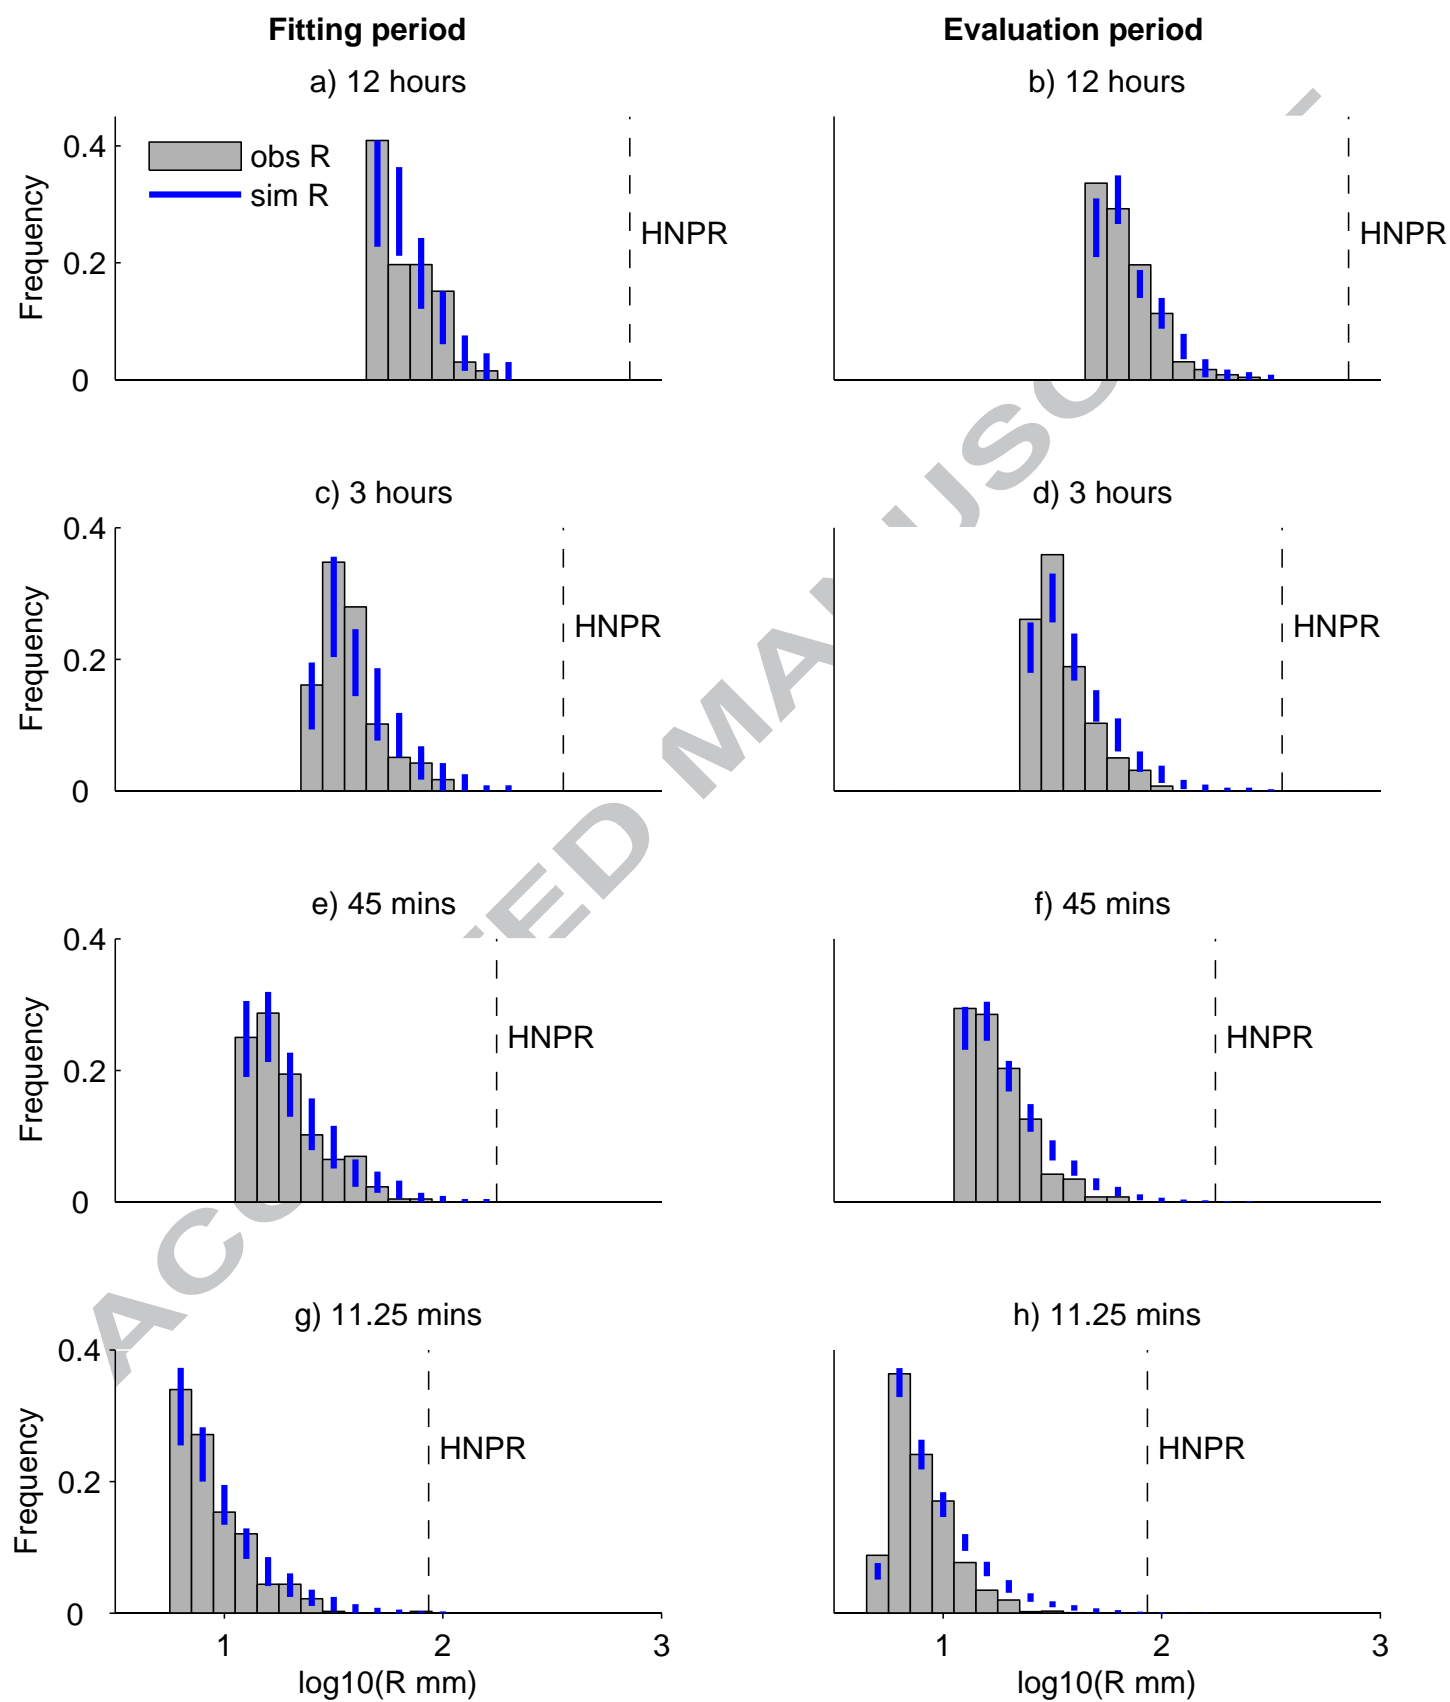 Fitting period
Evaluation period
a) 12 hours
b) 12 hours
0.4
0.2
0
Frequency
obs R
sim R
HNPR
HNPR
c) 3 hours
d) 3 hours
0.4
0.2
0
Frequency
HNPR
HNPR
e) 45 mins
f) 45 mins
0.4
0.2
0
Frequency
HNPR
HNPR
g) 11.25 mins
h) 11.25 mins
0.4
0.2
0
Frequency
HNPR
HNPR
1 2 3
1 2 3
log10(R mm)
log10(R mm)